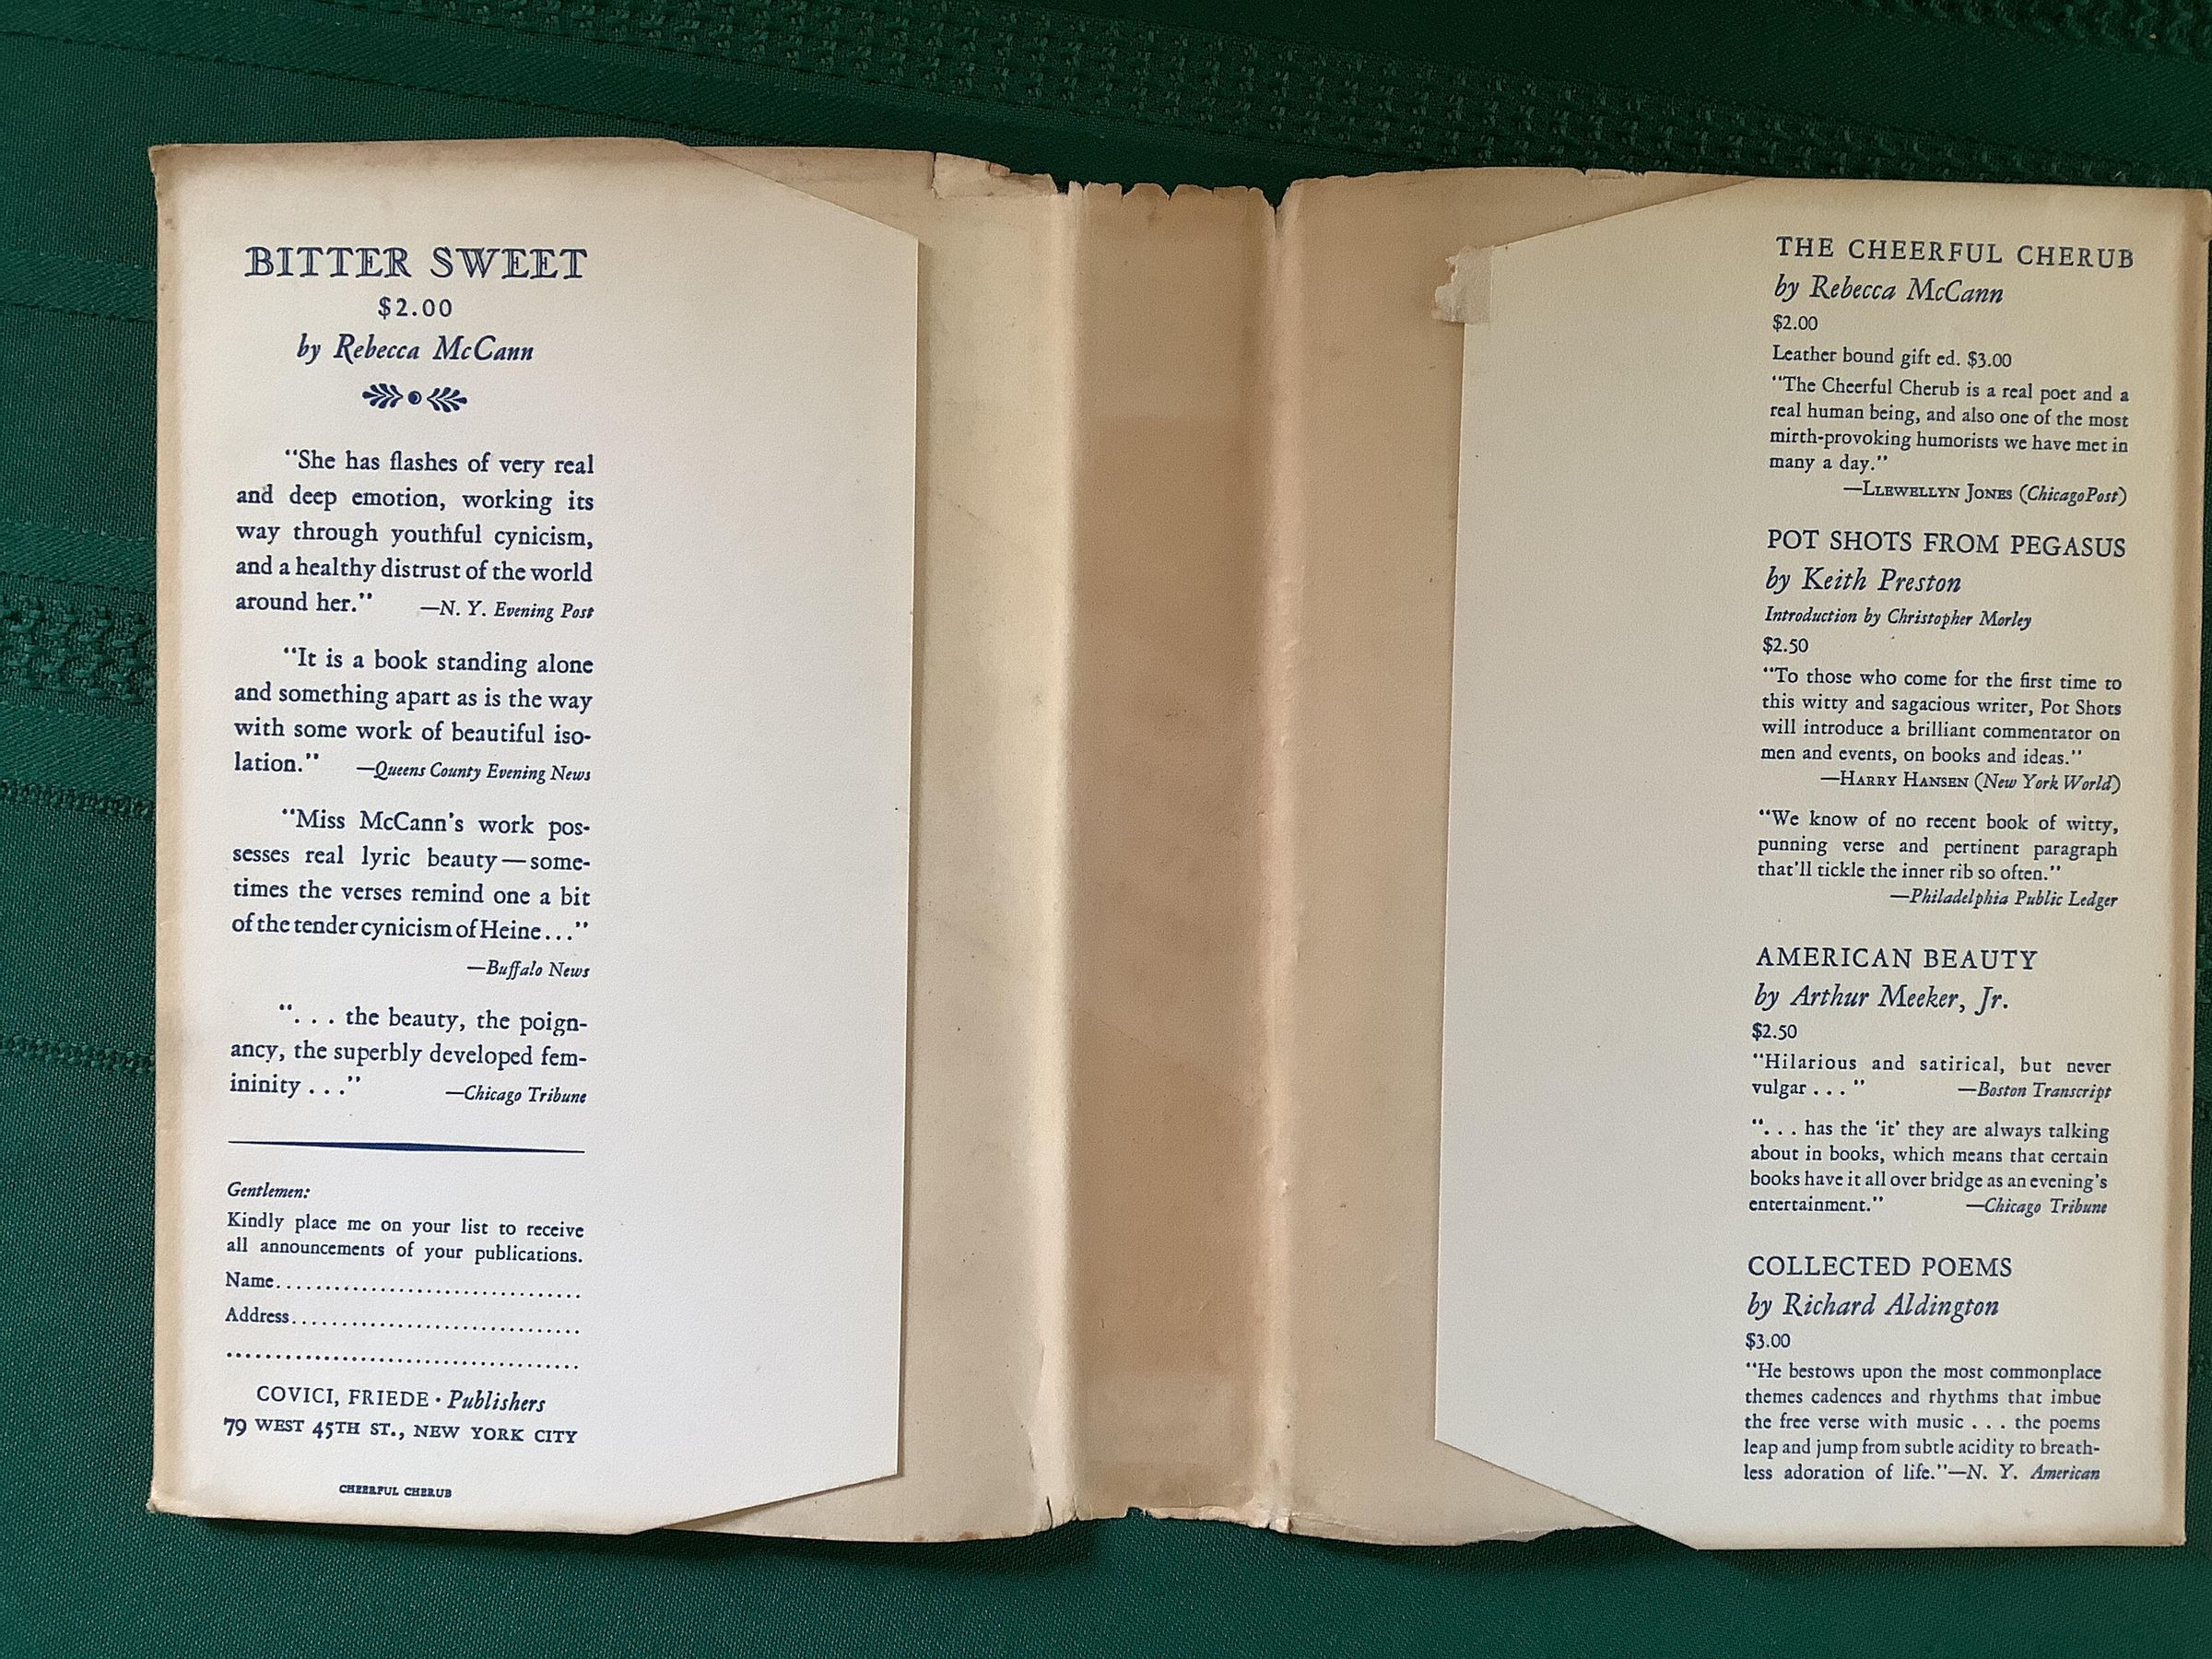 BITTER SWEET
$2.00
by Rebecca McCann
“She has flashes of very real
and deep emotion, working its
way through youthful cynicism,
and a healthy distrust of the world
around her.” —N. Y. Evening Post
“It is a book standing alone
and something apart as is the way
with some work of beautiful iso-
lation.” —Queens County Evening News
“Miss McCann’s work pos-
sesses real lyric beauty—some-
times the verses remind one a bit
of the tender cynicism of Heine...”
—Buffalo News
“. . . the beauty, the poign-
ancy, the superbly developed fem-
ininity . . .” —Chicago Tribune
Gentlemen:
Kindly place me on your list to receive
all announcements of your publications.
Name..................................
Address...............................
.......................................
COVICI, FRIEDE · Publishers
79 WEST 45TH ST., NEW YORK CITY
CHEERFUL CHERUB
THE CHEERFUL CHERUB
by Rebecca McCann
$2.00
Leather bound gift ed. $3.00
“The Cheerful Cherub is a real poet and a
real human being, and also one of the most
mirth-provoking humorists we have met in
many a day.”
—LLEWELLYN JONES (Chicago Post)
POT SHOTS FROM PEGASUS
by Keith Preston
Introduction by Christopher Morley
$2.50
“To those who come for the first time to
this witty and sagacious writer, Pot Shots
will introduce a brilliant commentator on
men and events, on books and ideas.”
—HARRY HANSEN (New York World)
“We know of no recent book of witty,
punning verse and pertinent paragraph
that’ll tickle the inner rib so often.”
—Philadelphia Public Ledger
AMERICAN BEAUTY
by Arthur Meeker, Jr.
$2.50
“Hilarious and satirical, but never
vulgar . . .” —Boston Transcript
“. . . has the ‘it’ they are always talking
about in books, which means that certain
books have it all over bridge as an evening’s
entertainment.” —Chicago Tribune
COLLECTED POEMS
by Richard Aldington
$3.00
“He bestows upon the most commonplace
themes cadences and rhythms that imbue
the free verse with music . . . the poems
leap and jump from subtle acidity to breath-
less adoration of life.”—N. Y. American